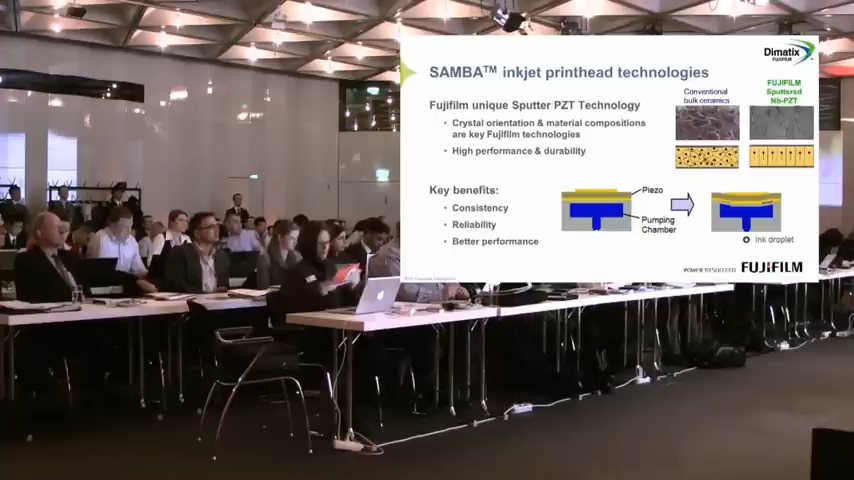 Dimatix
FUJIFILM
SAMBA™ inkjet printhead technologies
Fujifilm unique Sputter PZT Technology
• Crystal orientation & material compositions
are key Fujifilm technologies
• High performance & durability
Conventional
bulk ceramics
FUJIFILM
Sputtered
Nb-PZT
Key benefits:
• Consistency
• Reliability
• Better performance
Piezo
Pumping
Chamber
Ink droplet
POWER TO SUCCEED
FUJIFILM